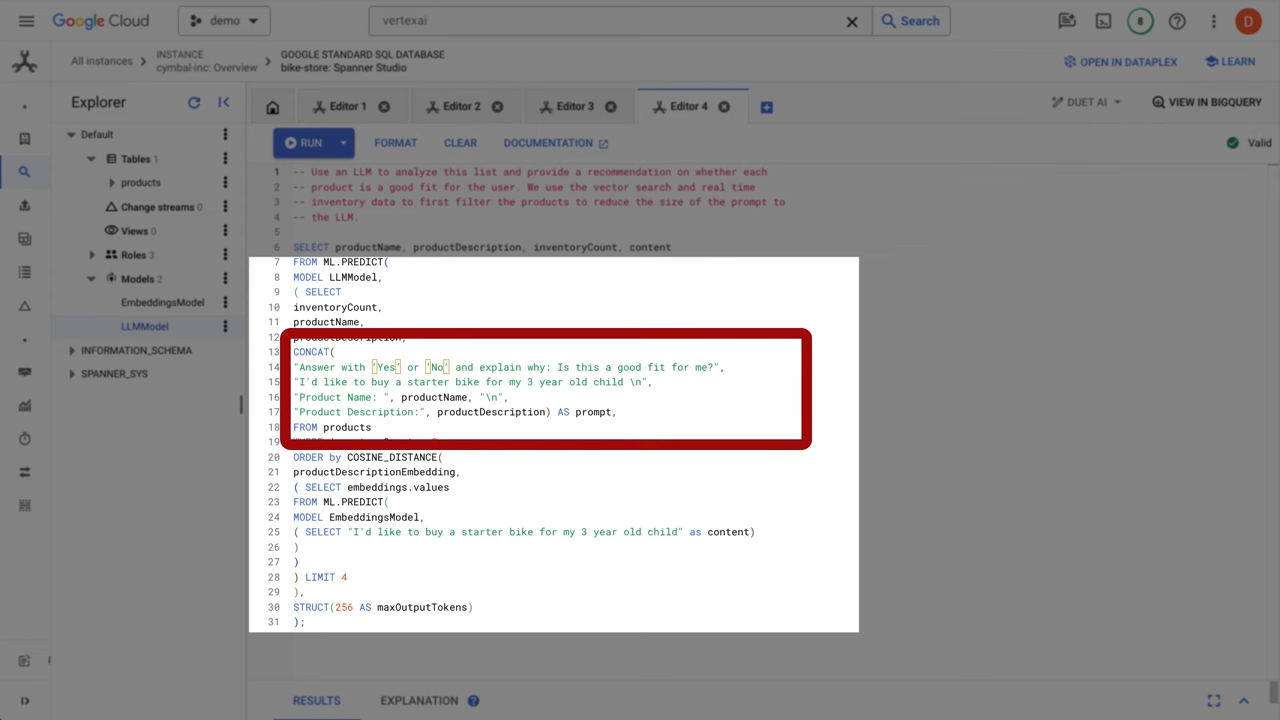 Google Cloud
demo
vertexai
Search
8
D
All instances
INSTANCE
cymbal-inc: Overview
GOOGLE STANDARD SQL DATABASE
bike-store: Spanner Studio
OPEN IN DATAPLEX
LEARN
Explorer
Editor 1
Editor 2
Editor 3
Editor 4
DUET AI
VIEW IN BIGQUERY
RUN
FORMAT
CLEAR
DOCUMENTATION
Valid
Default
Tables 1
products
Change streams 0
Views 0
Roles 3
Models 2
EmbeddingsModel
LLMModel
INFORMATION_SCHEMA
SPANNER_SYS
1 -- Use an LLM to analyze this list and provide a recommendation on whether each
2 -- product is a good fit for the user. We use the vector search and real time
3 -- inventory data to first filter the products to reduce the size of the prompt to
4 -- the LLM.
5
6 SELECT productName, productDescription, inventoryCount, content
7 FROM ML.PREDICT(
8 MODEL LLMModel,
9 ( SELECT
10 inventoryCount,
11 productName,
12 productDescription,
13 CONCAT(
14 "Answer with 'Yes' or 'No' and explain why: Is this a good fit for me?",
15 "I'd like to buy a starter bike for my 3 year old child \n",
16 "Product Name: ", productName, "\n",
17 "Product Description:", productDescription) AS prompt,
18 FROM products
19
20 ORDER by COSINE_DISTANCE(
21 productDescriptionEmbedding,
22 ( SELECT embeddings.values
23 FROM ML.PREDICT(
24 MODEL EmbeddingsModel,
25 ( SELECT "I'd like to buy a starter bike for my 3 year old child" as content)
26 )
27 )
28 ) LIMIT 4
29 ),
30 STRUCT(256 AS maxOutputTokens)
31 );
RESULTS
EXPLANATION